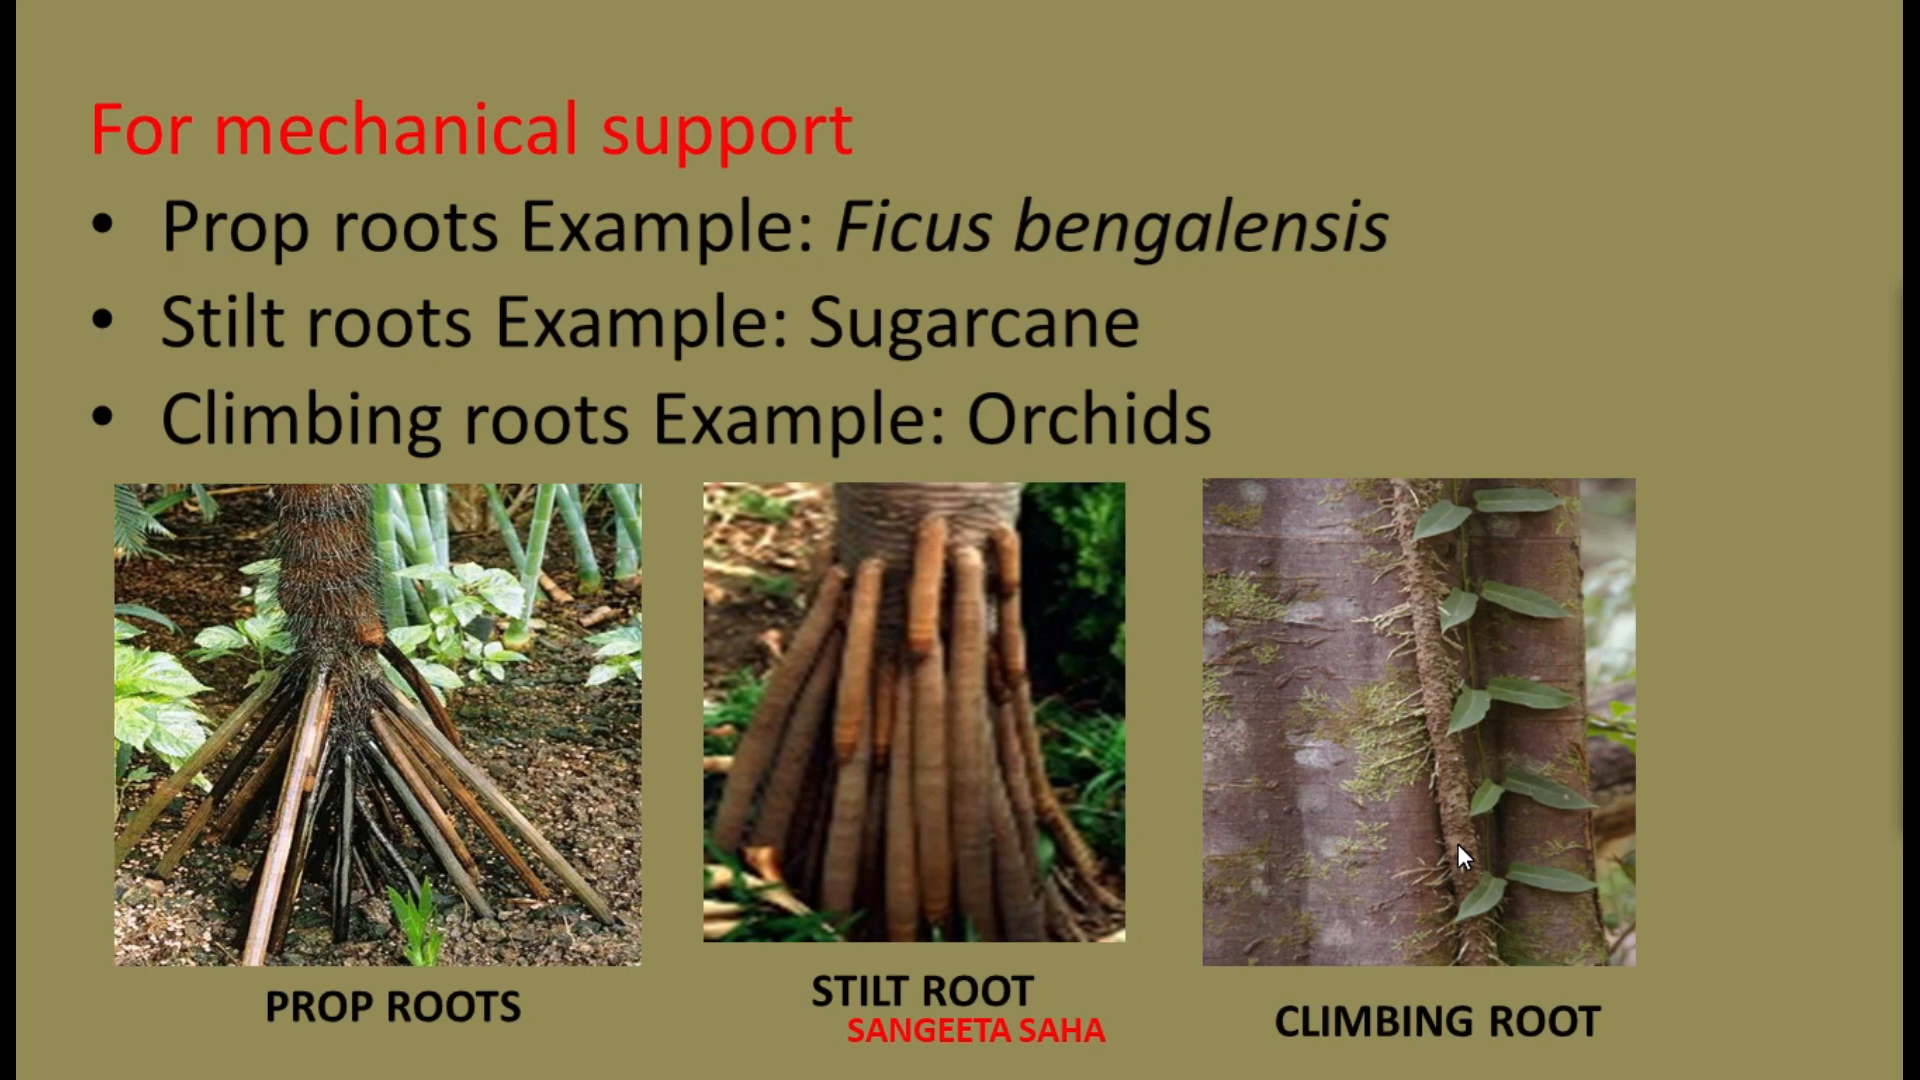 For mechanical support
• Prop roots Example: Ficus bengalensis
• Stilt roots Example: Sugarcane
• Climbing roots Example: Orchids
PROP ROOTS
STILT ROOT
SANGEETA SAHA
CLIMBING ROOT